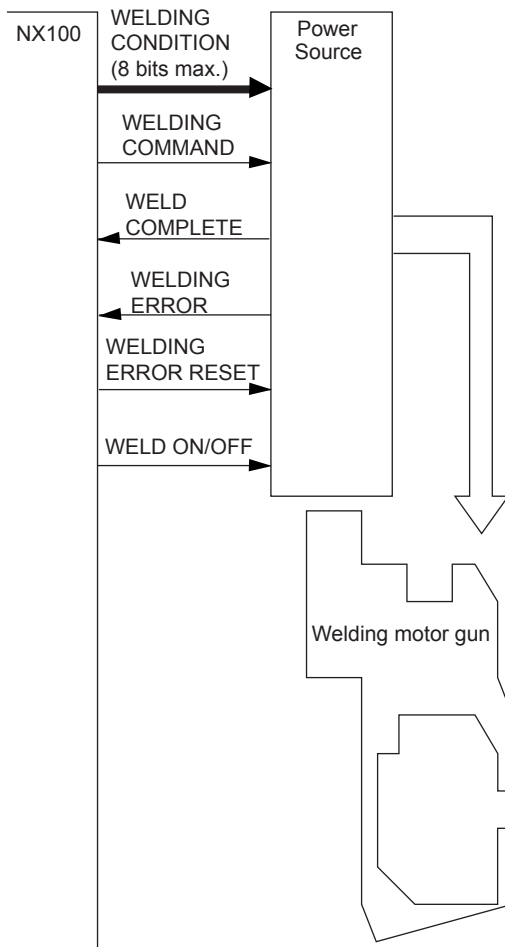 NX100
WELDING
CONDITION
(8 bits max.)
Power
Source
WELDING
COMMAND
WELD
COMPLETE
WELDING
ERROR
WELDING
ERROR RESET
WELD ON/OFF
Welding motor gun